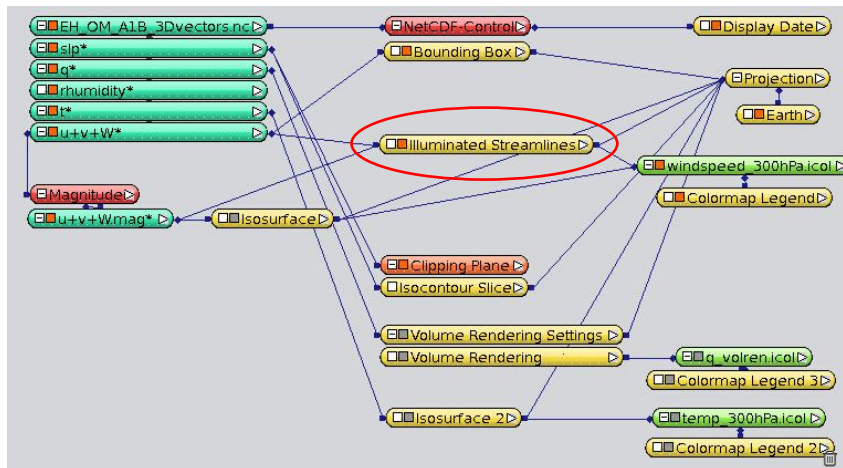 EH_OM_A1B_3Dvectors.nc
NetCDF-Control
Display Date
slp*
Bounding Box
q*
Projection
rhumidity*
Earth
t*
u+v+W*
Illuminated Streamlines
windspeed_300hPa.icol
Magnitude
Colormap Legend
u+v+W.mag*
Isosurface
Clipping Plane
Isocontour Slice
Volume Rendering Settings
Volume Rendering
q_volren.icol
Colormap Legend 3
Isosurface 2
temp_300hPa.icol
Colormap Legend 2